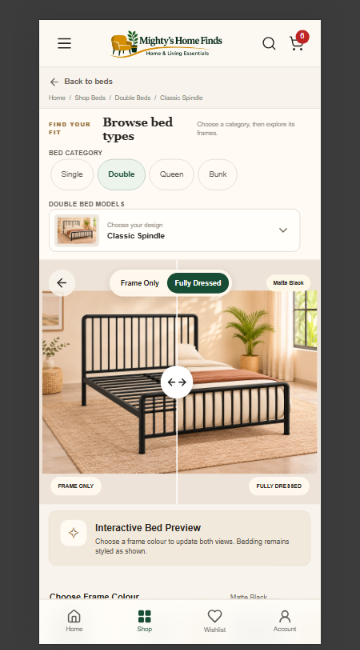 Mighty's Home Finds
Home & Living Essentials
6
Back to beds
Home / Shop Beds / Double Beds / Classic Spindle
FIND YOUR FIT
Browse bed types
Choose a category, then explore its frames.
BED CATEGORY
Single
Double
Queen
Bunk
DOUBLE BED MODELS
Choose your design
Classic Spindle
Frame Only
Fully Dressed
Matte Black
FRAME ONLY
FULLY DRESSED
Interactive Bed Preview
Choose a frame colour to update both views. Bedding remains
styled as shown.
Choose Frame Colour
Matte Black
Home
Shop
Wishlist
Account